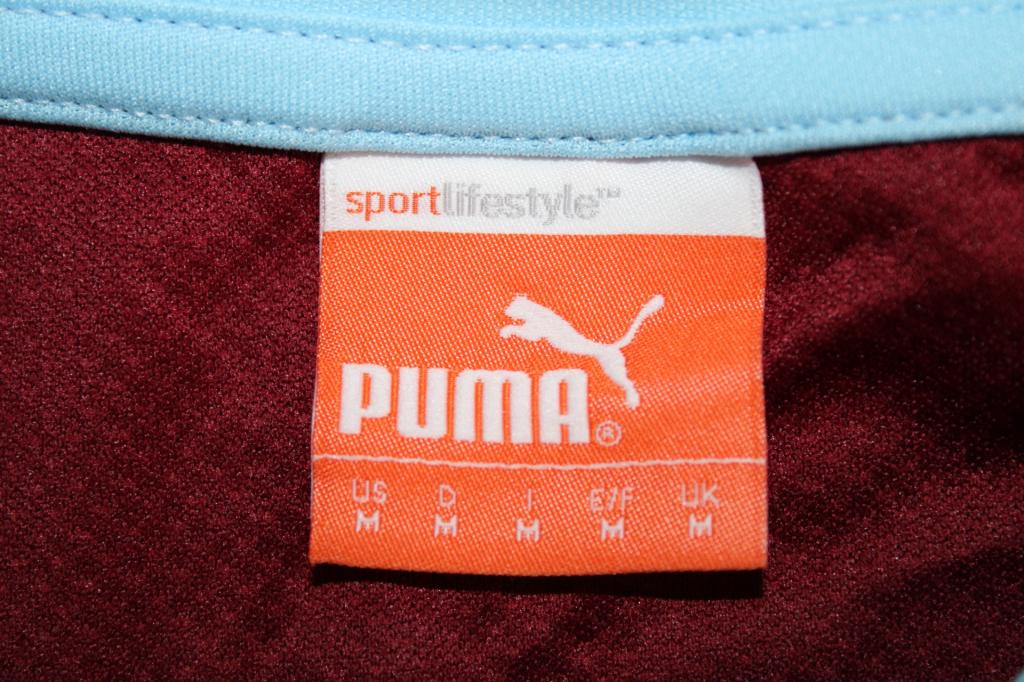 sportlifestyle™
PUMA®
US D J E/F UK
M M M M M